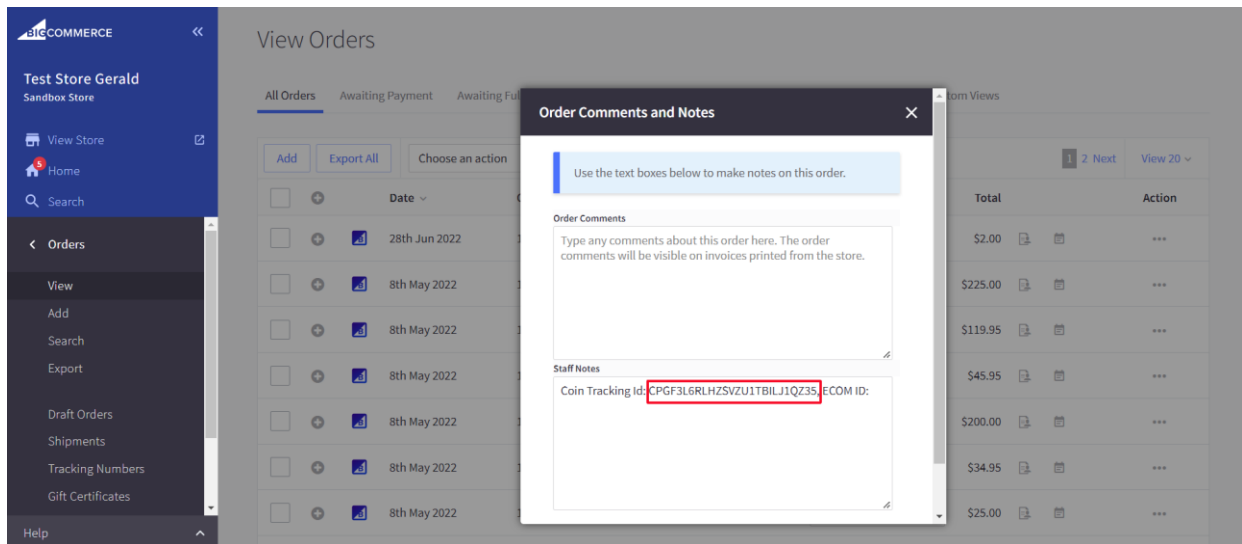 BIGCOMMERCE
Test Store Gerald
Sandbox Store
View Store
5
Home
Search
Orders
View
Add
Search
Export
Draft Orders
Shipments
Tracking Numbers
Gift Certificates
Help
View Orders
All Orders Awaiting Payment Awaiting Ful
tom Views
Add Export All Choose an action
1 2 Next View 20
Date Total Action
28th Jun 2022 $2.00
8th May 2022 $225.00
8th May 2022 $119.95
8th May 2022 $45.95
8th May 2022 $200.00
8th May 2022 $34.95
8th May 2022 $25.00
Order Comments and Notes
Use the text boxes below to make notes on this order.
Order Comments
Type any comments about this order here. The order
comments will be visible on invoices printed from the store.
Staff Notes
Coin Tracking Id: CPGF3L6RLHZSVZU1TBILJ1QZ35, ECOM ID: